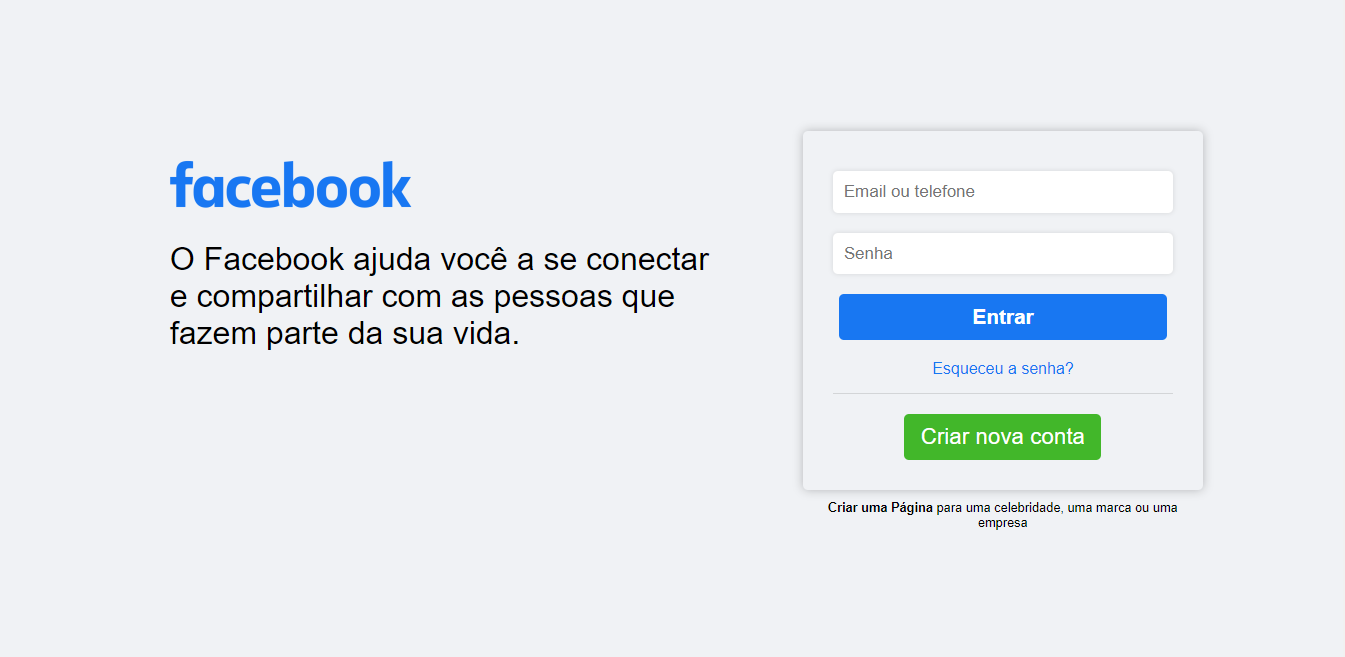 facebook
O Facebook ajuda você a se conectar
e compartilhar com as pessoas que
fazem parte da sua vida.
Email ou telefone
Senha
Entrar
Esqueceu a senha?
Criar nova conta
Criar uma Página para uma celebridade, uma marca ou uma
empresa